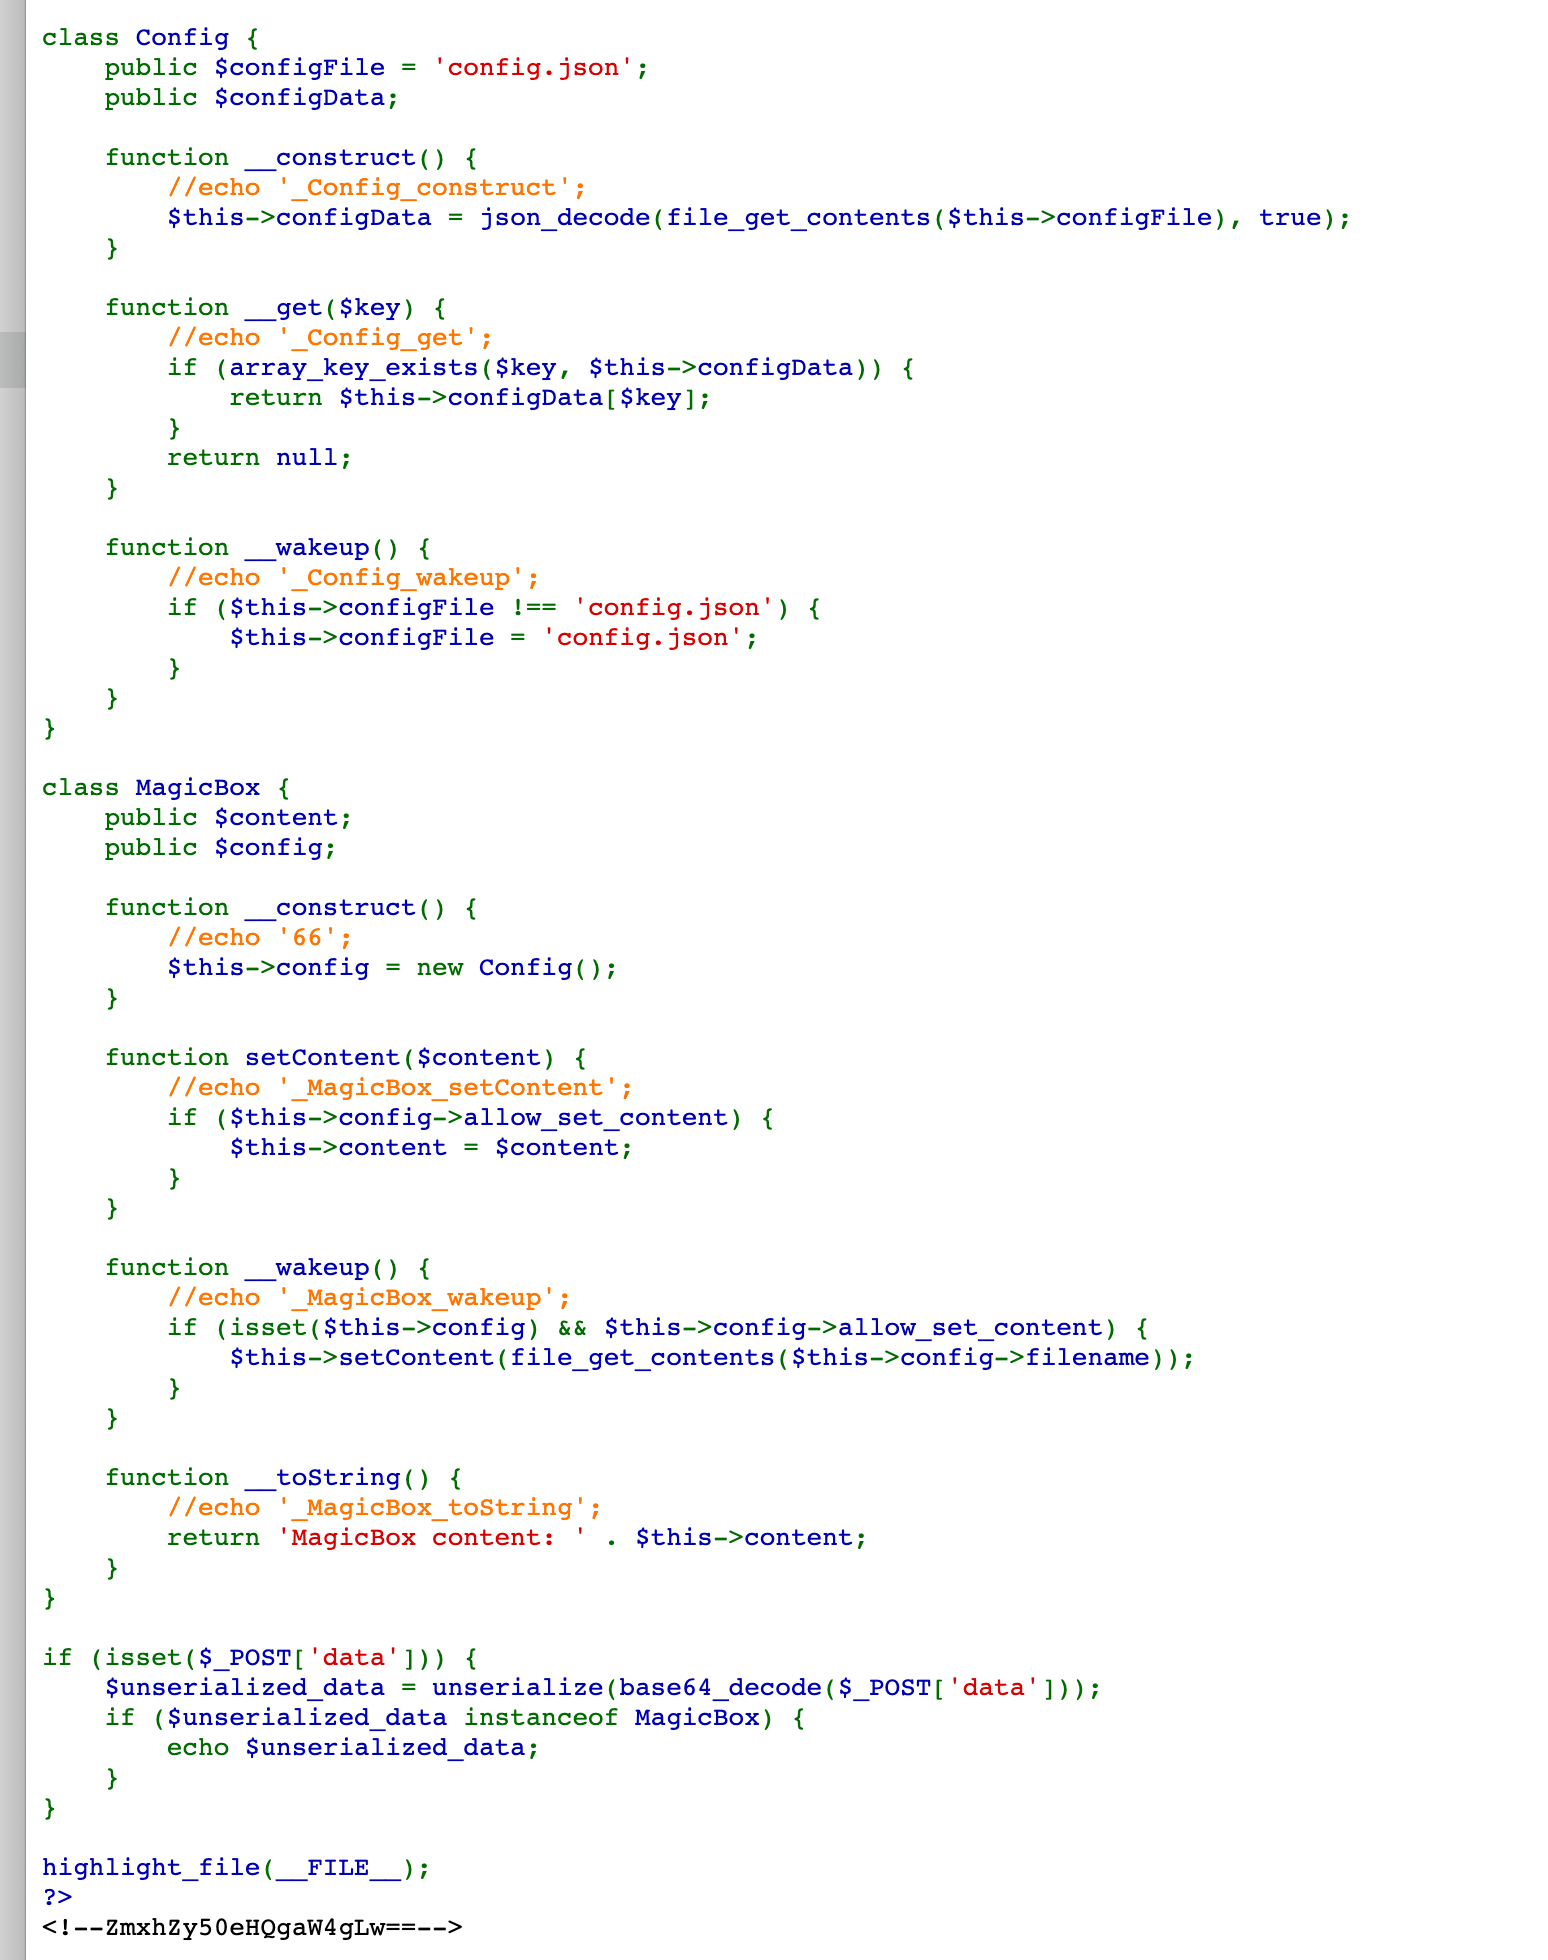 class Config {
    public $configFile = 'config.json';
    public $configData;

    function __construct() {
        //echo '_Config_construct';
        $this->configData = json_decode(file_get_contents($this->configFile), true);
    }

    function __get($key) {
        //echo '_Config_get';
        if (array_key_exists($key, $this->configData)) {
            return $this->configData[$key];
        }
        return null;
    }

    function __wakeup() {
        //echo '_Config_wakeup';
        if ($this->configFile !== 'config.json') {
            $this->configFile = 'config.json';
        }
    }
}

class MagicBox {
    public $content;
    public $config;

    function __construct() {
        //echo '66';
        $this->config = new Config();
    }

    function setContent($content) {
        //echo '_MagicBox_setContent';
        if ($this->config->allow_set_content) {
            $this->content = $content;
        }
    }

    function __wakeup() {
        //echo '_MagicBox_wakeup';
        if (isset($this->config) && $this->config->allow_set_content) {
            $this->setContent(file_get_contents($this->config->filename));
        }
    }

    function __toString() {
        //echo '_MagicBox_toString';
        return 'MagicBox content: ' . $this->content;
    }
}

if (isset($_POST['data'])) {
    $unserialized_data = unserialize(base64_decode($_POST['data']));
    if ($unserialized_data instanceof MagicBox) {
        echo $unserialized_data;
    }
}

highlight_file(__FILE__);
?>
<!--ZmxhZy50eHQgaW4gLw==-->